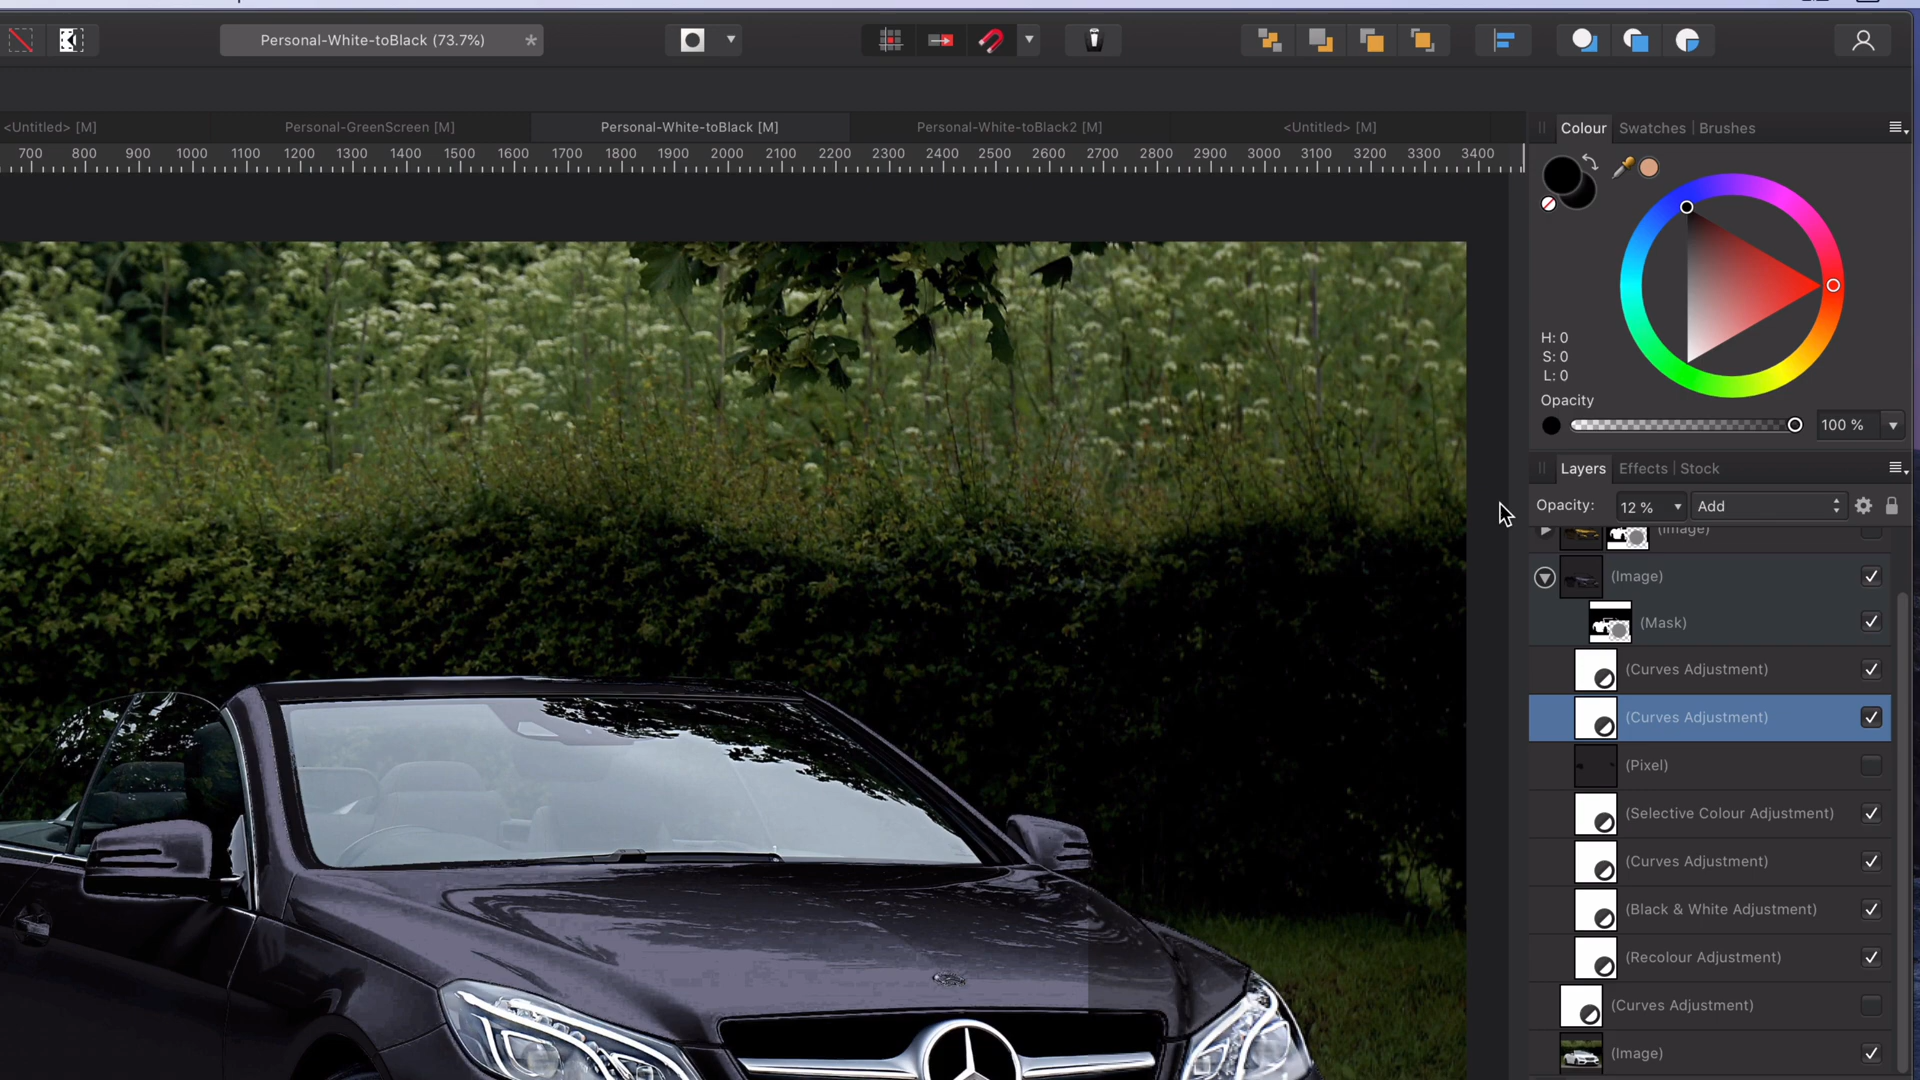 Personal-White-toBlack (73.7%) *
<Untitled> [M] Personal-GreenScreen [M] Personal-White-toBlack [M] Personal-White-toBlack2 [M] <Untitled> [M]
700 800 900 1000 1100 1200 1300 1400 1500 1600 1700 1800 1900 2000 2100 2200 2300 2400 2500 2600 2700 2800 2900 3000 3100 3200 3300 3400
Colour Swatches | Brushes
H: 0
S: 0
L: 0
Opacity
100 %
Layers Effects | Stock
Opacity: 12 % Add
(Image)
(Image)
(Mask)
(Curves Adjustment)
(Curves Adjustment)
(Pixel)
(Selective Colour Adjustment)
(Curves Adjustment)
(Black & White Adjustment)
(Recolour Adjustment)
(Curves Adjustment)
(Image)